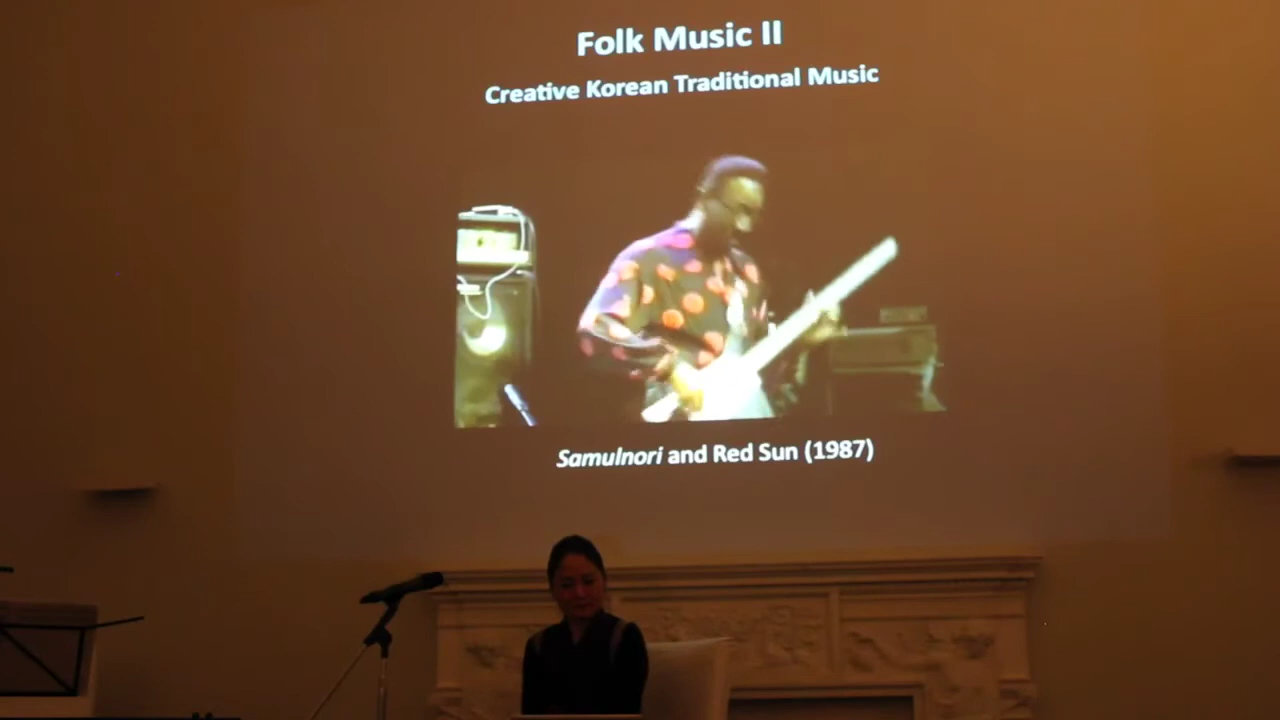 Folk Music II
Creative Korean Traditional Music
Samulnori and Red Sun (1987)